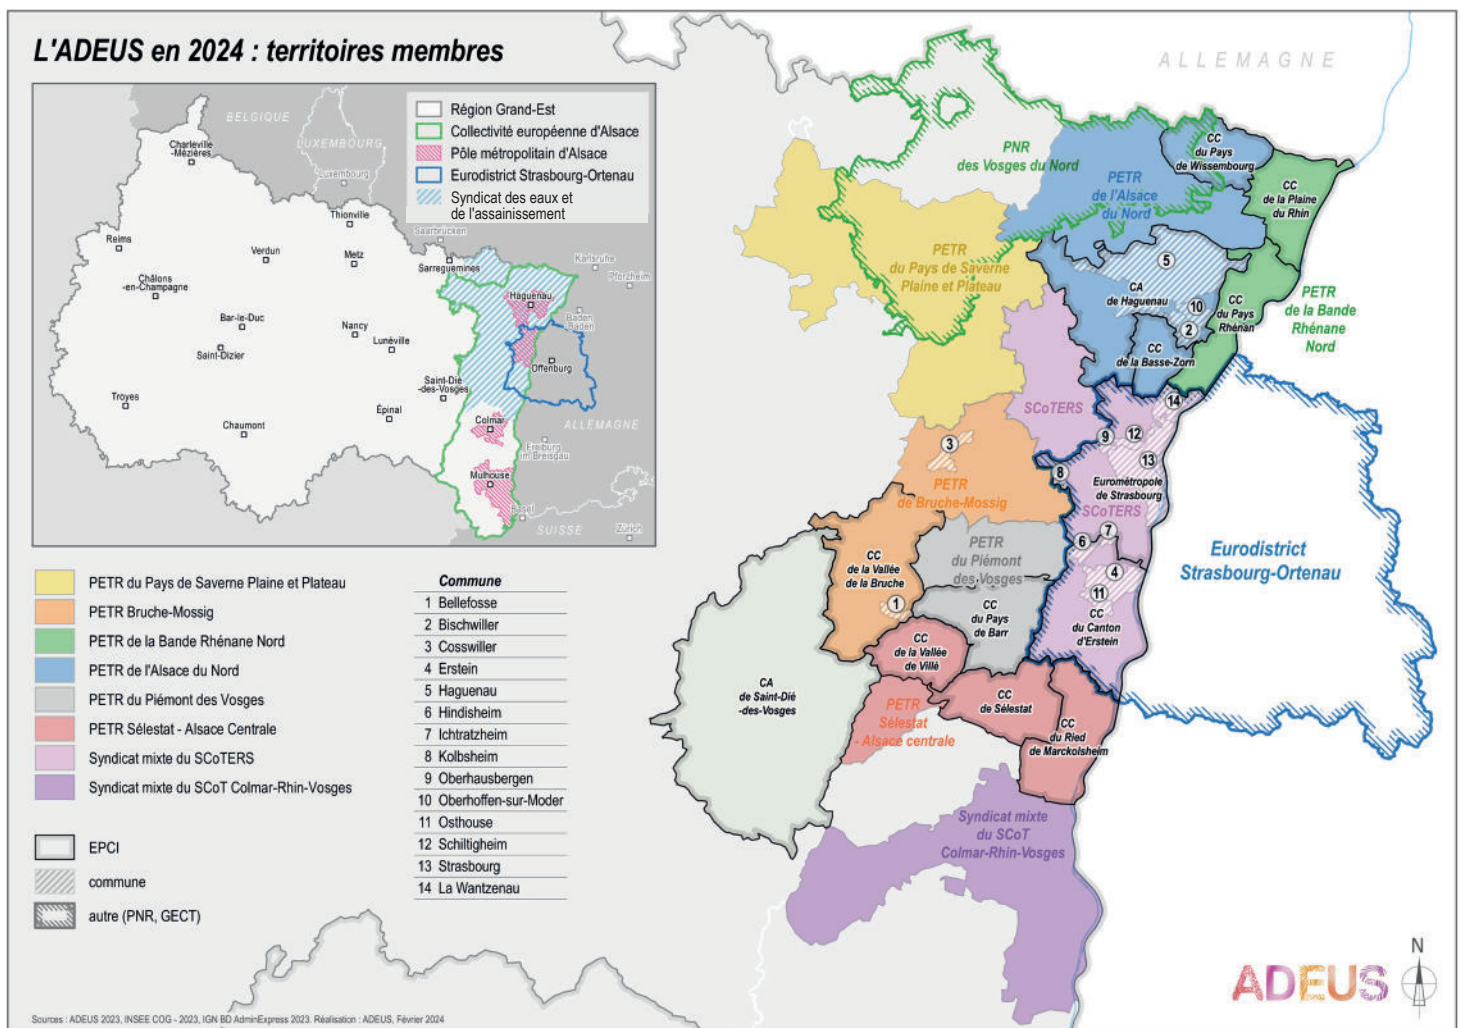 L'ADEUS en 2024 : territoires membres
Région Grand-Est
Collectivité européenne d'Alsace
Pôle métropolitain d'Alsace
Eurodistrict Strasbourg-Ortenau
Syndicat des eaux et
de l'assainissement
BELGIQUE
LUXEMBOURG
Luxembourg
Charleville
-Mézières
Thionville
Saarbrücken
Reims
Verdun
Metz
Sarreguemines
Karlsruhe
Pforzheim
Châlons
-en-Champagne
Haguenau
Baden
Baden
Bar-le-Duc
Nancy
Lunéville
Saint-Dizier
Offenburg
Saint-Dié
-des-Vosges
Troyes
Épinal
Chaumont
Colmar
ALLEMAGNE
Freiburg
im Breisgau
Mulhouse
Basel
SUISSE
Zürich
PETR du Pays de Saverne Plaine et Plateau
PETR Bruche-Mossig
PETR de la Bande Rhénane Nord
PETR de l'Alsace du Nord
PETR du Piémont des Vosges
PETR Sélestat - Alsace Centrale
Syndicat mixte du SCoTERS
Syndicat mixte du SCoT Colmar-Rhin-Vosges
EPCI
commune
autre (PNR, GECT)
Commune
1 Bellefosse
2 Bischwiller
3 Cosswiller
4 Erstein
5 Haguenau
6 Hindisheim
7 Ichtratzheim
8 Kolbsheim
9 Oberhausbergen
10 Oberhoffen-sur-Moder
11 Osthouse
12 Schiltigheim
13 Strasbourg
14 La Wantzenau
ALLEMAGNE
PNR
des Vosges du Nord
CC
du Pays
de Wissembourg
PETR
de l'Alsace
du Nord
CC
de la Plaine
du Rhin
PETR
du Pays de Saverne
Plaine et Plateau
5
CA
de Haguenau
10
2
CC
du Pays
Rhénan
PETR
de la Bande
Rhénane
Nord
CC
de la Basse-Zorn
SCoTERS
14
9
12
13
3
8
PETR
de Bruche-Mossig
Eurométropole
de Strasbourg
SCoTERS
7
6
PETR
du Piémont
des Vosges
CC
de la Vallée
de la Bruche
1
4
11
CC
du Canton
d'Erstein
CC
du Pays
de Barr
Eurodistrict
Strasbourg-Ortenau
CC
de la Vallée
de Villé
CA
de Saint-Dié
-des-Vosges
CC
de Sélestat
PETR
Sélestat
- Alsace centrale
CC
du Ried
de Marckolsheim
Syndicat mixte
du SCoT
Colmar-Rhin-Vosges
N
ADEUS
Sources : ADEUS 2023, INSEE COG - 2023, IGN BD AdminExpress 2023. Réalisation : ADEUS, Février 2024